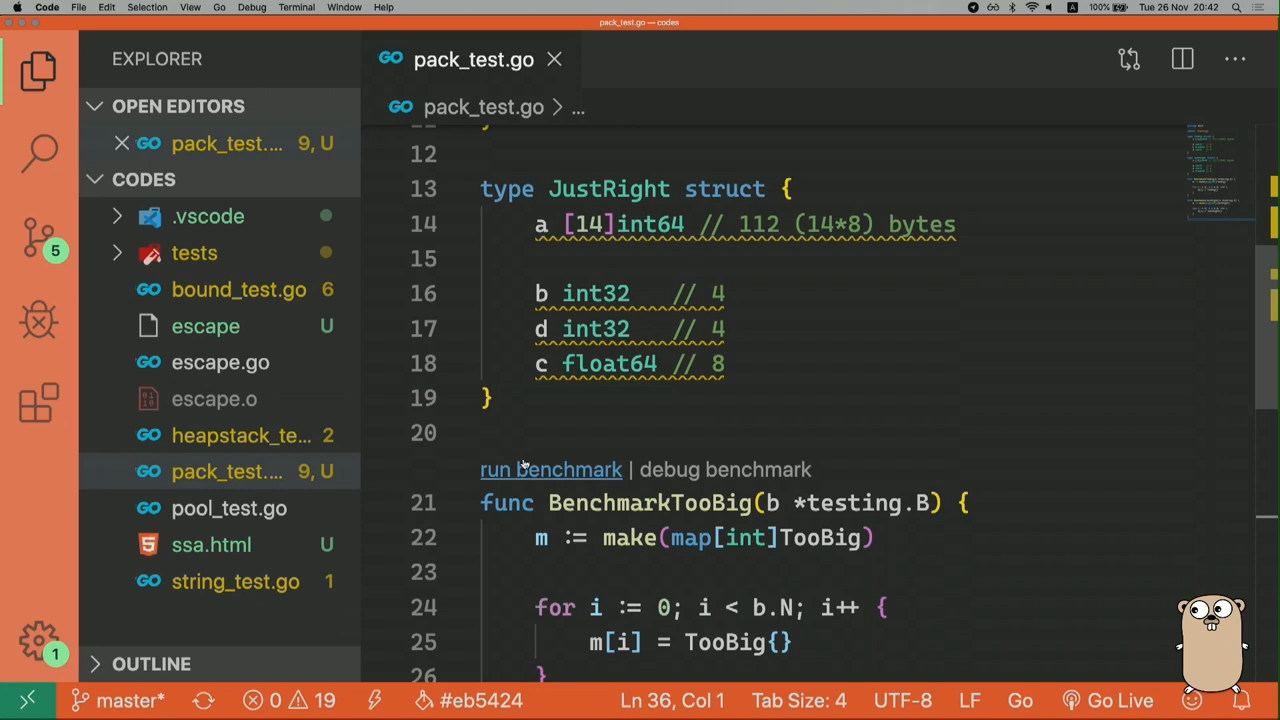 Code File Edit Selection View Go Debug Terminal Window Help 100% Tue 26 Nov 20:42
pack_test.go — codes
EXPLORER
OPEN EDITORS
pack_test.... 9, U
CODES
.vscode
tests
bound_test.go 6
escape U
escape.go
escape.o
heapstack_te... 2
pack_test.... 9, U
pool_test.go
ssa.html U
string_test.go 1
OUTLINE
5
1
GO pack_test.go
GO pack_test.go > ...
12
13 type JustRight struct {
14 a [14]int64 // 112 (14*8) bytes
15
16 b int32 // 4
17 d int32 // 4
18 c float64 // 8
19 }
20
run benchmark | debug benchmark
21 func BenchmarkTooBig(b *testing.B) {
22 m := make(map[int]TooBig)
23
24 for i := 0; i < b.N; i++ {
25 m[i] = TooBig{}
26 }
master* 0 19 #eb5424 Ln 36, Col 1 Tab Size: 4 UTF-8 LF Go Go Live